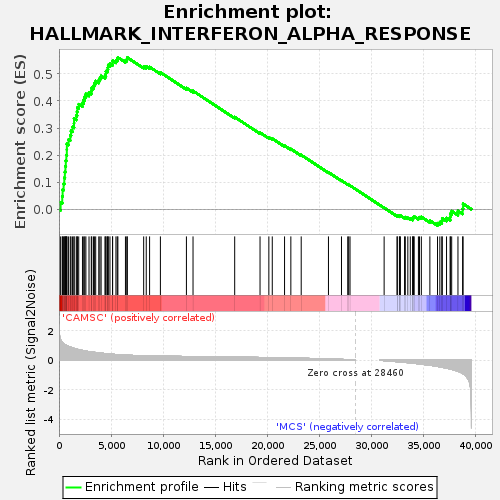 Enrichment plot:
HALLMARK_INTERFERON_ALPHA_RESPONSE
Enrichment score (ES)
0.5
0.4
0.3
0.2
0.1
0.0
'CAMSC' (positively correlated)
Ranked list metric (Signal2Noise)
2
0
-2
-4
Zero cross at 28460
'MCS' (negatively correlated)
0
5,000
10,000
15,000
20,000
25,000
30,000
35,000
40,000
Rank in Ordered Dataset
Enrichment profile
Hits
Ranking metric scores